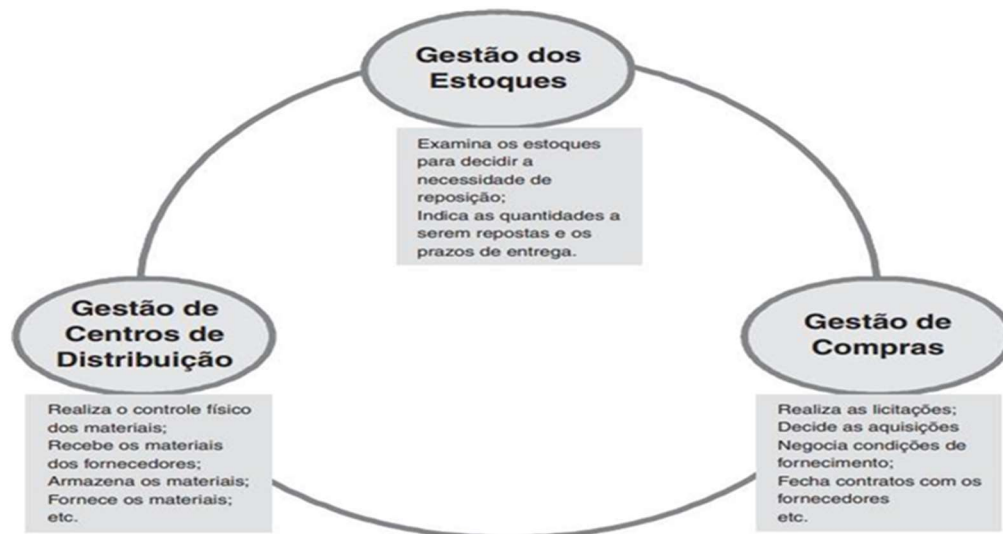 Gestão dos
Estoques
Examina os estoques
para decidir a
necessidade de
reposição;
Indica as quantidades a
serem repostas e os
prazos de entrega.
Gestão de
Centros de
Distribuição
Realiza o controle físico
dos materiais;
Recebe os materiais
dos fornecedores;
Armazena os materiais;
Fornece os materiais;
etc.
Gestão de
Compras
Realiza as licitações;
Decide as aquisições
Negocia condições de
fornecimento;
Fecha contratos com os
fornecedores
etc.